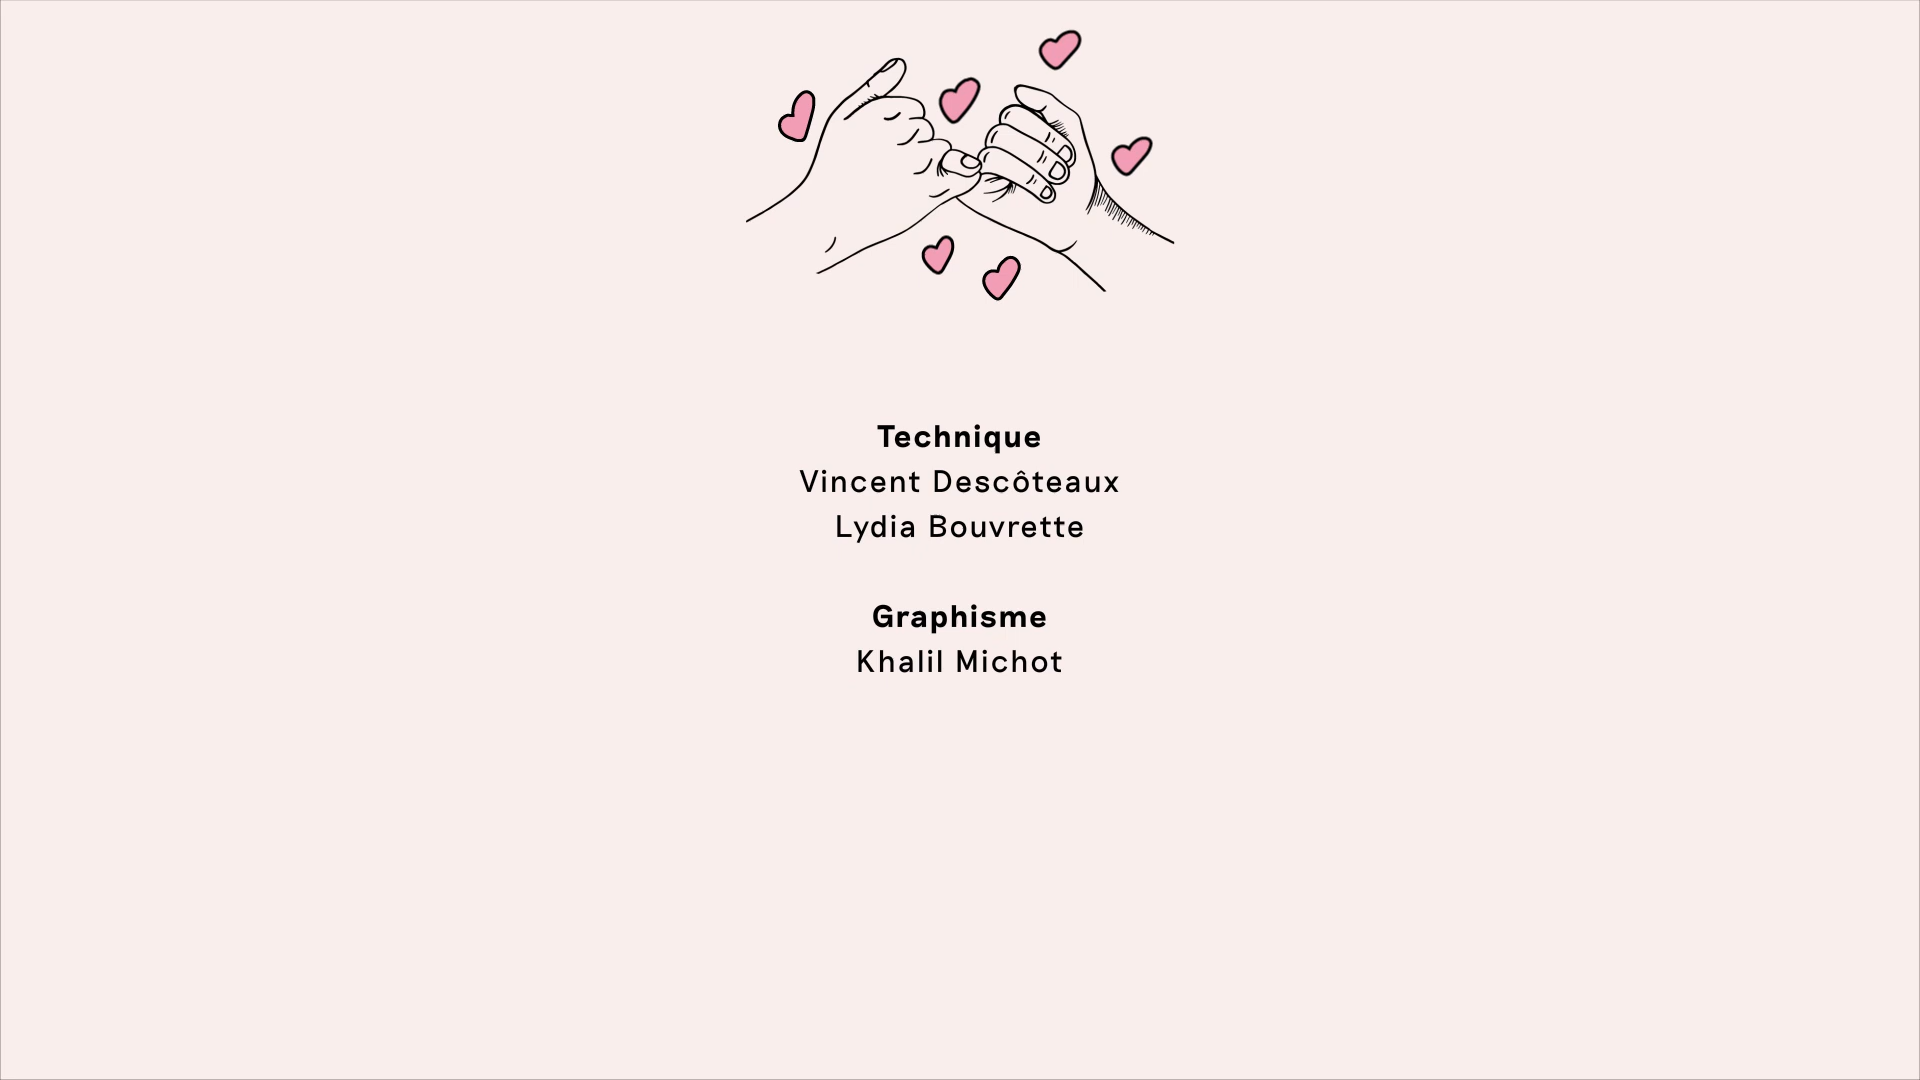 Technique
Vincent Descôteaux
Lydia Bouvrette
Graphisme
Khalil Michot